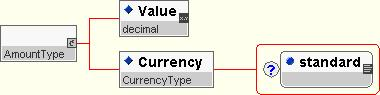 AmountType
Value
decimal
Currency
CurrencyType
?
standard